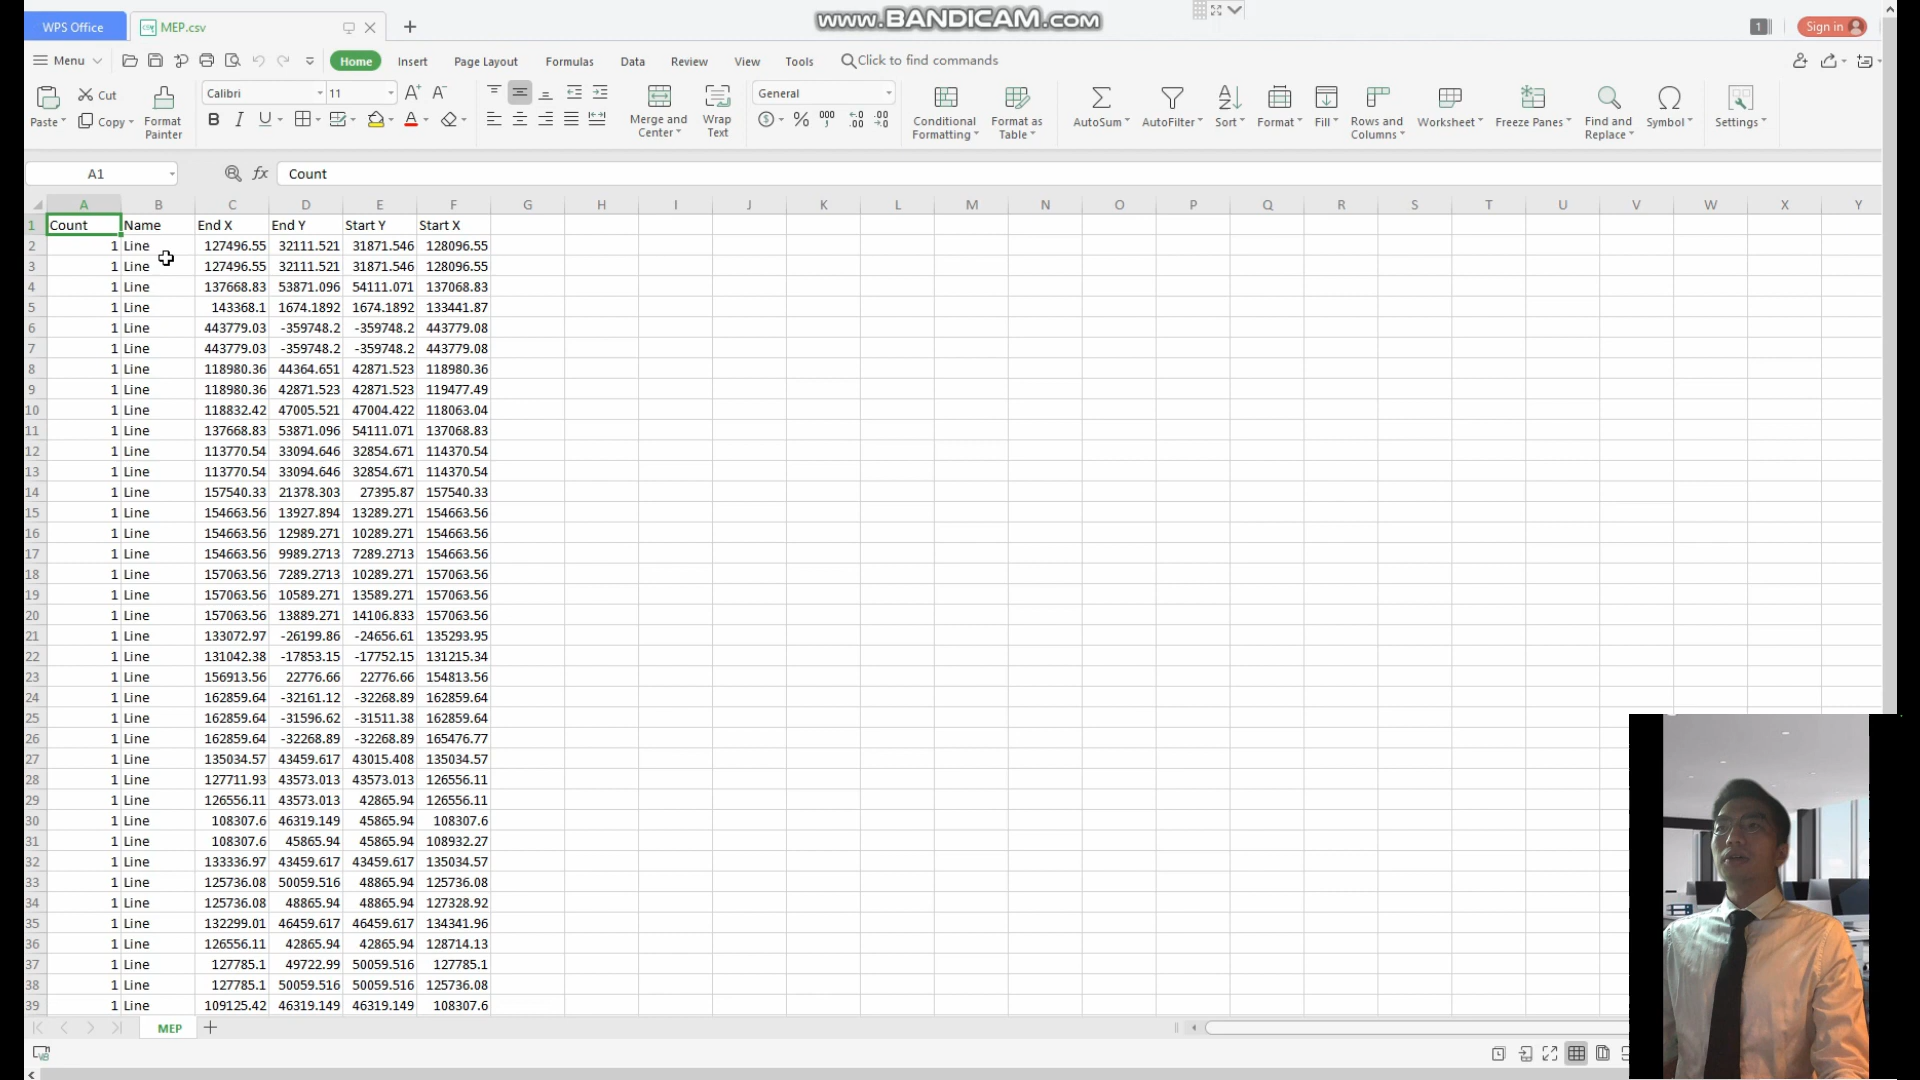 WPS Office MEP.csv www.BANDICAM.com 1 Sign in
Menu Home Insert Page Layout Formulas Data Review View Tools Click to find commands
Calibri 11 General
Cut
Paste Copy Format Painter B I U A Merge and Center Wrap Text Conditional Formatting Format as Table AutoSum AutoFilter Sort Format Fill Rows and Columns Worksheet Freeze Panes Find and Replace Symbol Settings
A1 fx Count
A B C D E F G H I J K L M N O P Q R S T U V W X Y
1 Count Name End X End Y Start Y Start X
2 1 Line 127496.55 32111.521 31871.546 128096.55
3 1 Line 127496.55 32111.521 31871.546 128096.55
4 1 Line 137668.83 53871.096 54111.071 137068.83
5 1 Line 143368.1 1674.1892 1674.1892 133441.87
6 1 Line 443779.03 -359748.2 -359748.2 443779.08
7 1 Line 443779.03 -359748.2 -359748.2 443779.08
8 1 Line 118980.36 44364.651 42871.523 118980.36
9 1 Line 118980.36 42871.523 42871.523 119477.49
10 1 Line 118832.42 47005.521 47004.422 118063.04
11 1 Line 137668.83 53871.096 54111.071 137068.83
12 1 Line 113770.54 33094.646 32854.671 114370.54
13 1 Line 113770.54 33094.646 32854.671 114370.54
14 1 Line 157540.33 21378.303 27395.87 157540.33
15 1 Line 154663.56 13927.894 13289.271 154663.56
16 1 Line 154663.56 12989.271 10289.271 154663.56
17 1 Line 154663.56 9989.2713 7289.2713 154663.56
18 1 Line 157063.56 7289.2713 10289.271 157063.56
19 1 Line 157063.56 10589.271 13589.271 157063.56
20 1 Line 157063.56 13889.271 14106.833 157063.56
21 1 Line 133072.97 -26199.86 -24656.61 135293.95
22 1 Line 131042.38 -17853.15 -17752.15 131215.34
23 1 Line 156913.56 22776.66 22776.66 154813.56
24 1 Line 162859.64 -32161.12 -32268.89 162859.64
25 1 Line 162859.64 -31596.62 -31511.38 162859.64
26 1 Line 162859.64 -32268.89 -32268.89 165476.77
27 1 Line 135034.57 43459.617 43015.408 135034.57
28 1 Line 127711.93 43573.013 43573.013 126556.11
29 1 Line 126556.11 43573.013 42865.94 126556.11
30 1 Line 108307.6 46319.149 45865.94 108307.6
31 1 Line 108307.6 45865.94 45865.94 108932.27
32 1 Line 133336.97 43459.617 43459.617 135034.57
33 1 Line 125736.08 50059.516 48865.94 125736.08
34 1 Line 125736.08 48865.94 48865.94 127328.92
35 1 Line 132299.01 46459.617 46459.617 134341.96
36 1 Line 126556.11 42865.94 42865.94 128714.13
37 1 Line 127785.1 49722.99 50059.516 127785.1
38 1 Line 127785.1 50059.516 50059.516 125736.08
39 1 Line 109125.42 46319.149 46319.149 108307.6
MEP